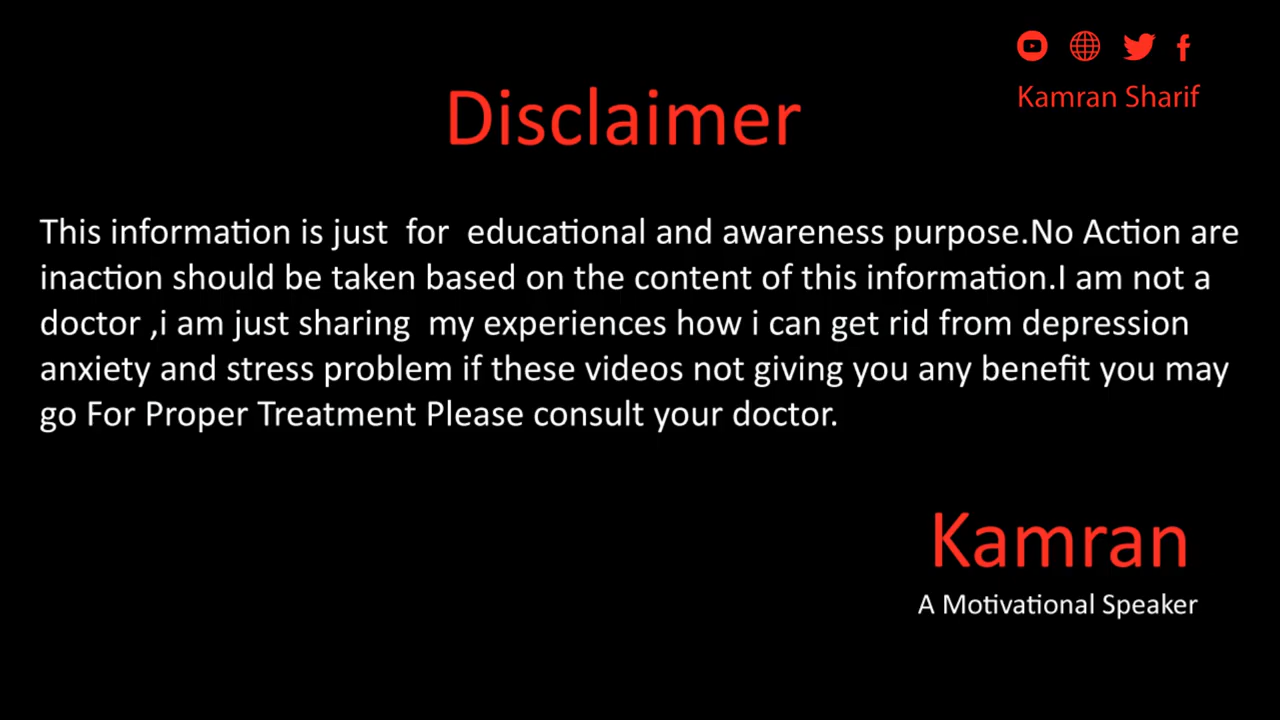 Kamran Sharif
Disclaimer
This information is just  for  educational and awareness purpose.No Action are
inaction should be taken based on the content of this information.I am not a
doctor ,i am just sharing  my experiences how i can get rid from depression
anxiety and stress problem if these videos not giving you any benefit you may
go For Proper Treatment Please consult your doctor.
Kamran
A Motivational Speaker